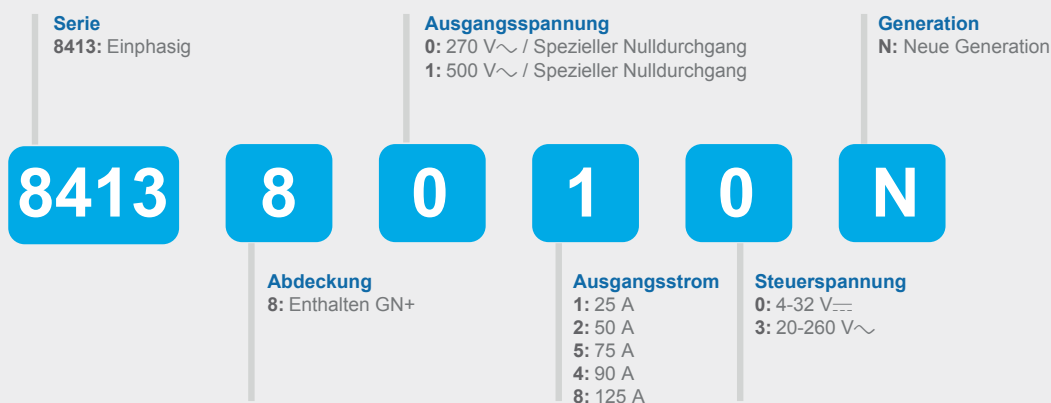 Serie
8413: Einphasig
Ausgangsspannung
0: 270 V∿ / Spezieller Nulldurchgang
1: 500 V∿ / Spezieller Nulldurchgang
Generation
N: Neue Generation
8413 8 0 1 0 N
Abdeckung
8: Enthalten GN+
Ausgangsstrom
1: 25 A
2: 50 A
5: 75 A
4: 90 A
8: 125 A
Steuerspannung
0: 4-32 V⎓
3: 20-260 V∿